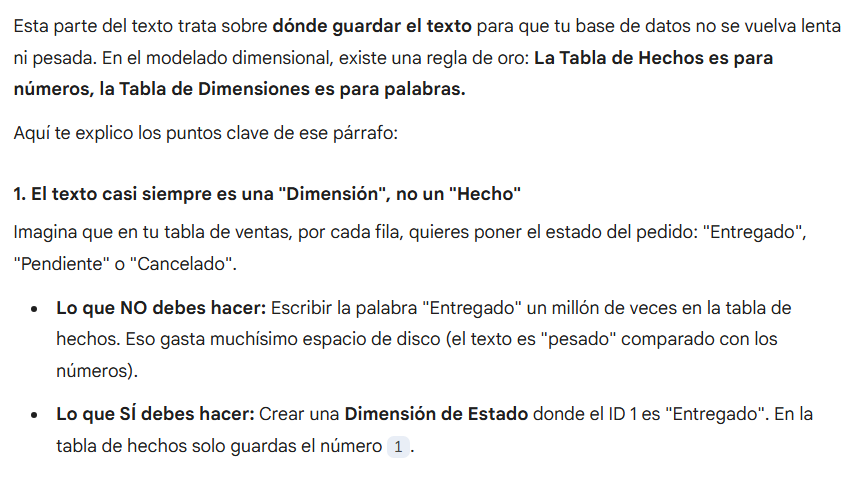 Esta parte del texto trata sobre dónde guardar el texto para que tu base de datos no se vuelva lenta
ni pesada. En el modelado dimensional, existe una regla de oro: La Tabla de Hechos es para
números, la Tabla de Dimensiones es para palabras.
Aquí te explico los puntos clave de ese párrafo:
1. El texto casi siempre es una "Dimensión", no un "Hecho"
Imagina que en tu tabla de ventas, por cada fila, quieres poner el estado del pedido: "Entregado",
"Pendiente" o "Cancelado".
• Lo que NO debes hacer: Escribir la palabra "Entregado" un millón de veces en la tabla de
hechos. Eso gasta muchísimo espacio de disco (el texto es "pesado" comparado con los
números).
• Lo que SÍ debes hacer: Crear una Dimensión de Estado donde el ID 1 es "Entregado". En la
tabla de hechos solo guardas el número 1.